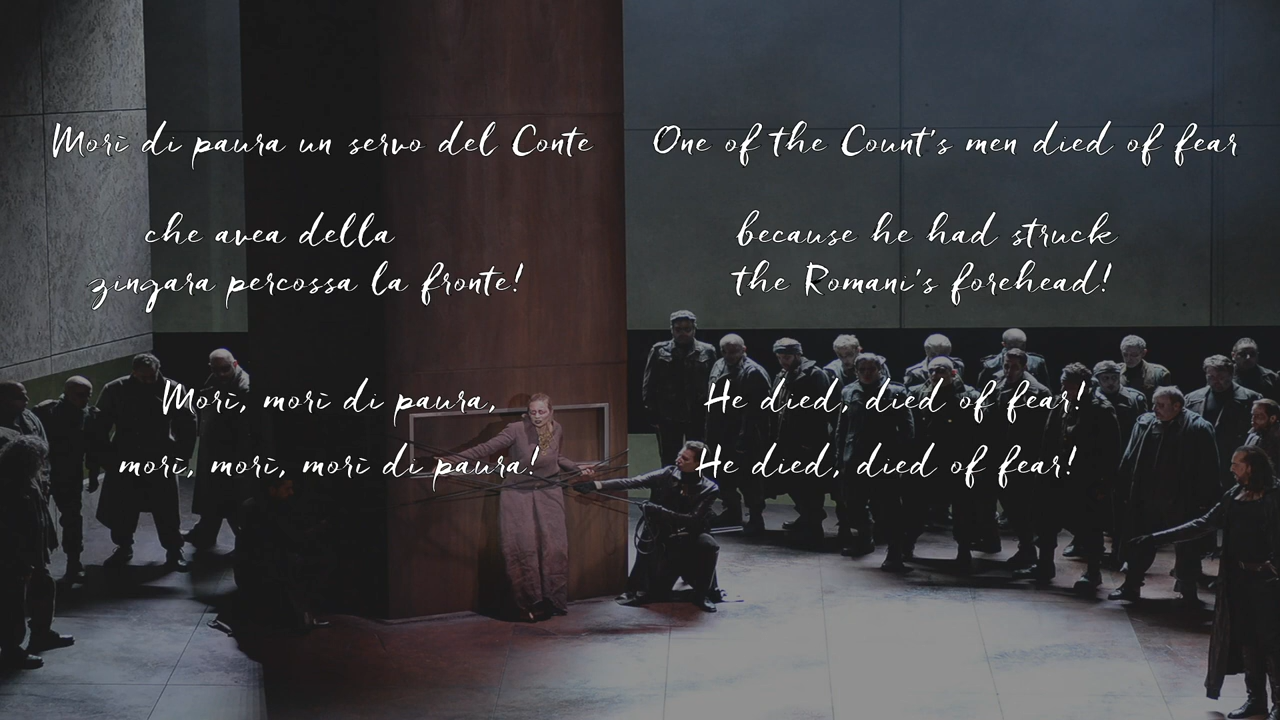 Morì di paura un servo del Conte
One of the Count's men died of fear
che avea della
zingara percossa la fronte!
because he had struck
the Romani's forehead!
Morì, morì di paura,
morì, morì, morì di paura!
He died, died of fear!
He died, died of fear!